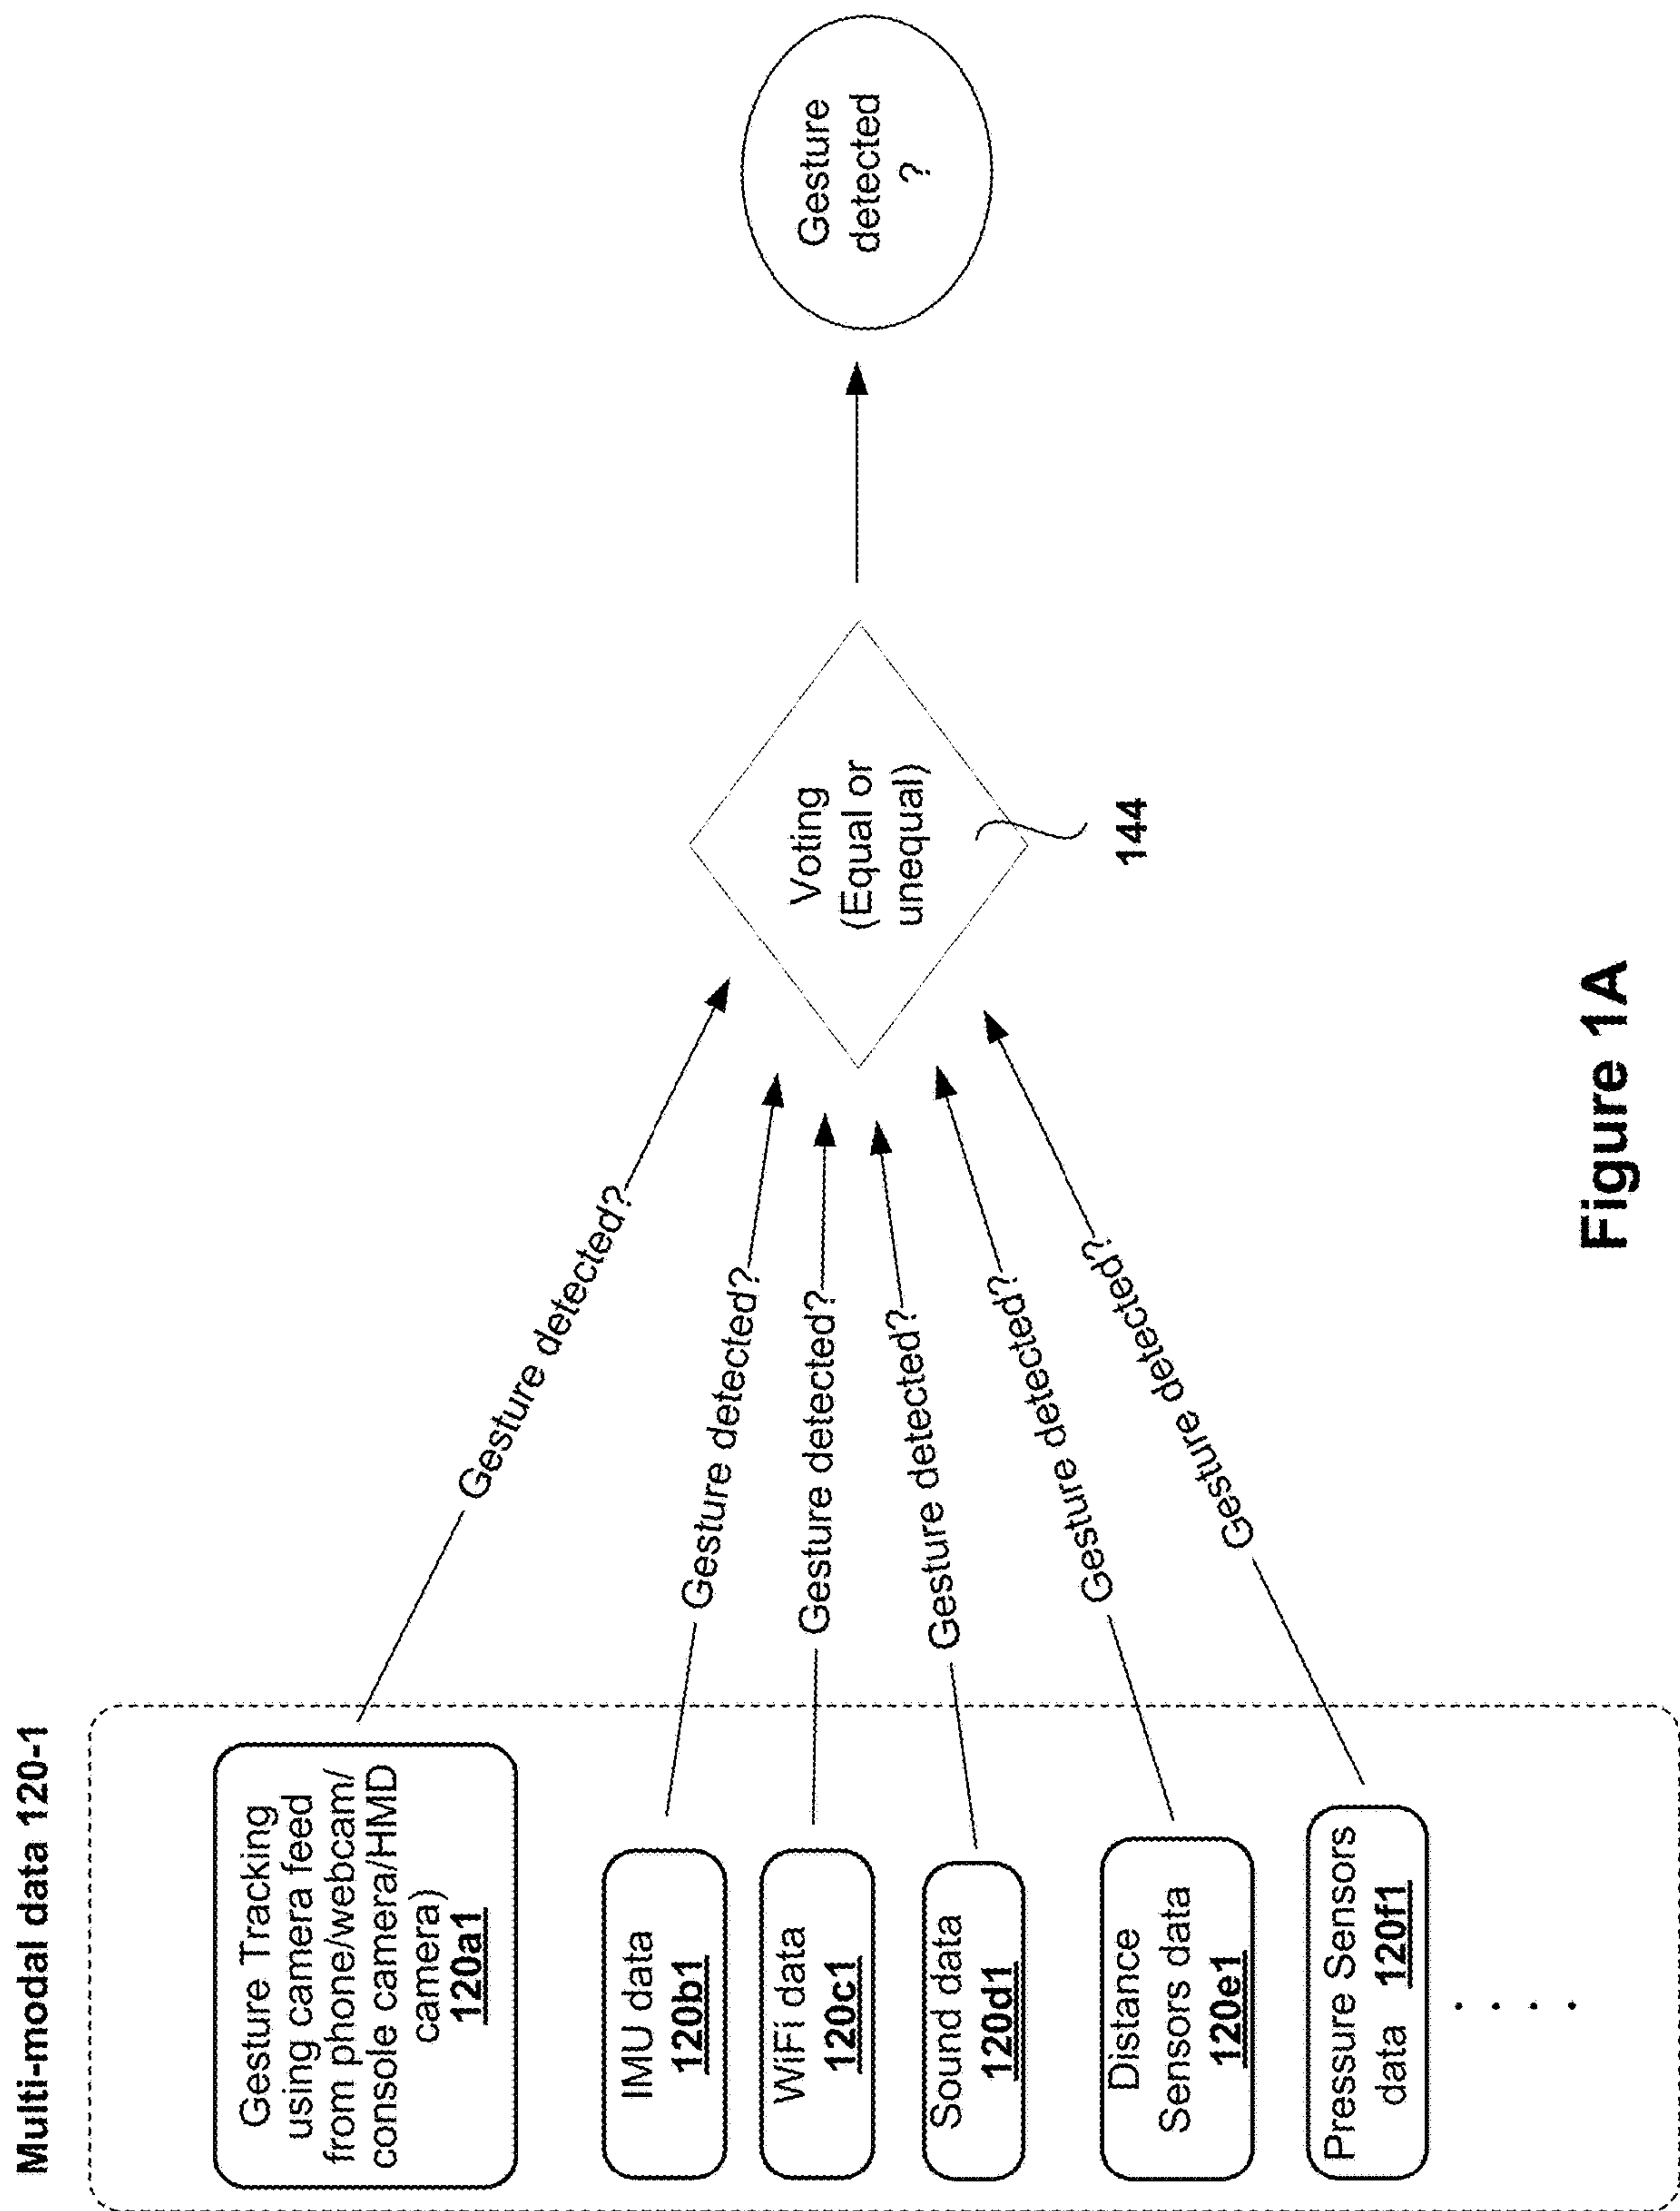 Multi-modal data 120-1
Gesture Tracking
using camera feed
from phone/webcam/
console camera/HMD
camera)
120a1
IMU data
120b1
WiFi data
120c1
Sound data
120d1
Distance
Sensors data
120e1
Pressure Sensors
data 120f1
. . . .
Gesture detected?
Gesture detected?
Gesture detected?
Gesture detected?
Gesture detected?
Gesture detected?
Voting
(Equal or
unequal)
144
Gesture
detected
?
Figure 1A